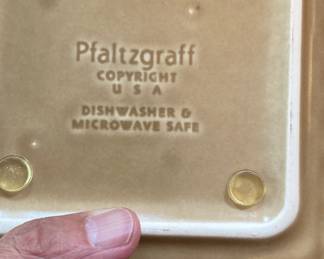 Pfaltzgraff
COPYRIGHT
U S A
DISHWASHER &
MICROWAVE SAFE